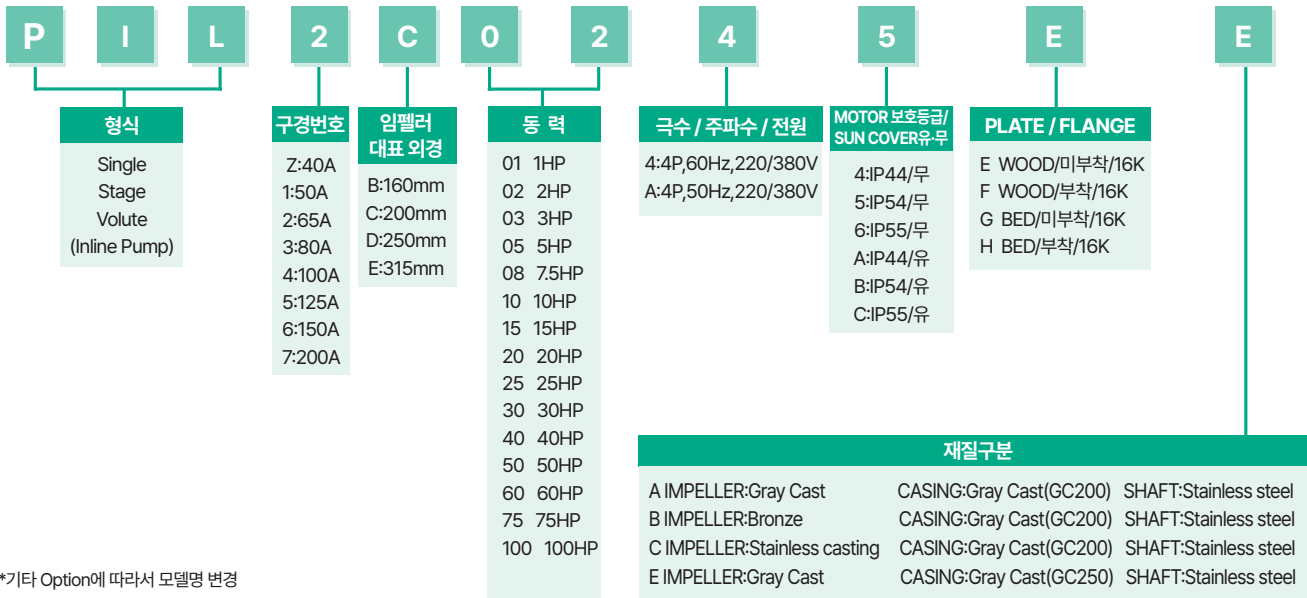 P I L 2 C 0 2 4 5 E E
형식
Single
Stage
Volute
(Inline Pump)
구경번호
Z:40A
1:50A
2:65A
3:80A
4:100A
5:125A
6:150A
7:200A
임펠러
대표 외경
B:160mm
C:200mm
D:250mm
E:315mm
동 력
01 1HP
02 2HP
03 3HP
05 5HP
08 7.5HP
10 10HP
15 15HP
20 20HP
25 25HP
30 30HP
40 40HP
50 50HP
60 60HP
75 75HP
100 100HP
극수 / 주파수 / 전원
4:4P,60Hz,220/380V
A:4P,50Hz,220/380V
MOTOR 보호등급/
SUN COVER유·무
4:IP44/무
5:IP54/무
6:IP55/무
A:IP44/유
B:IP54/유
C:IP55/유
PLATE / FLANGE
E WOOD/미부착/16K
F WOOD/부착/16K
G BED/미부착/16K
H BED/부착/16K
재질구분
A IMPELLER:Gray Cast CASING:Gray Cast(GC200) SHAFT:Stainless steel
B IMPELLER:Bronze CASING:Gray Cast(GC200) SHAFT:Stainless steel
C IMPELLER:Stainless casting CASING:Gray Cast(GC200) SHAFT:Stainless steel
E IMPELLER:Gray Cast CASING:Gray Cast(GC250) SHAFT:Stainless steel
*기타 Option에 따라서 모델명 변경